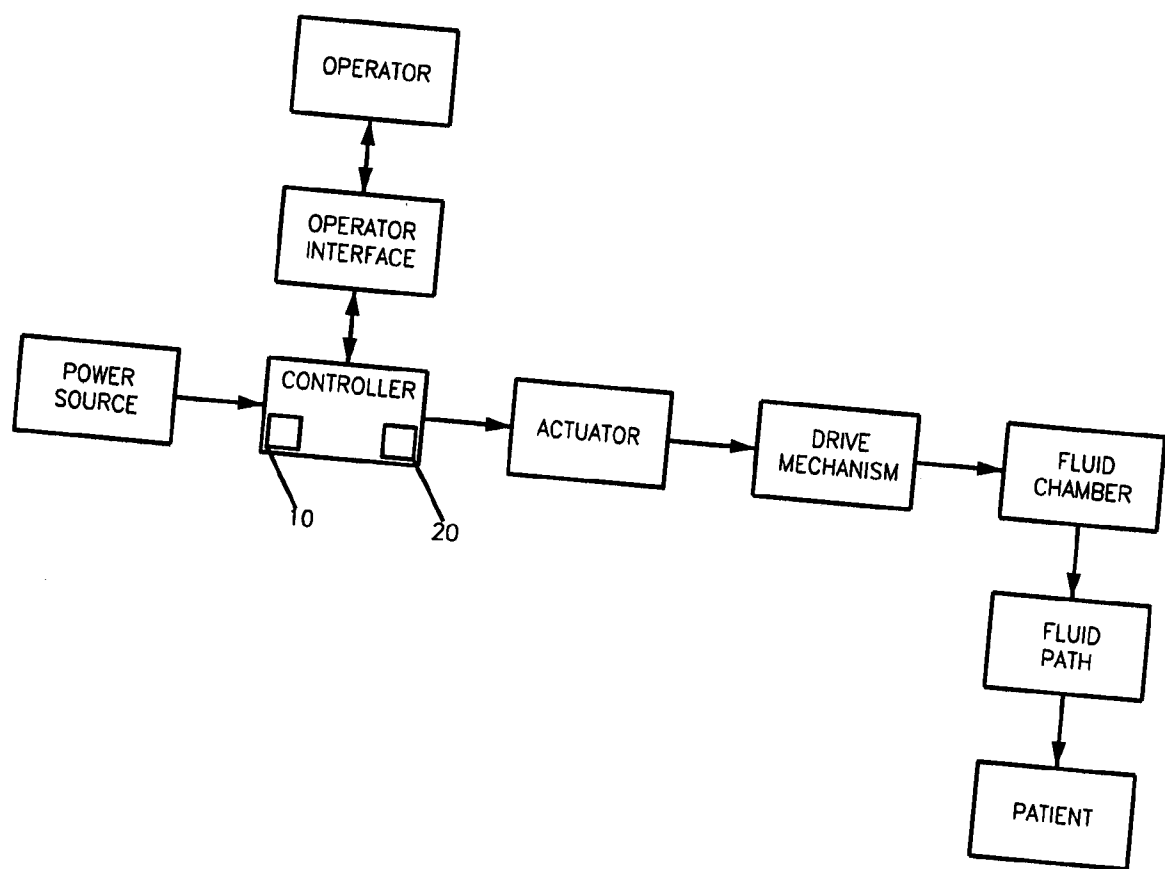 OPERATOR
OPERATOR
INTERFACE
POWER
SOURCE
CONTROLLER
ACTUATOR
DRIVE
MECHANISM
FLUID
CHAMBER
10
20
FLUID
PATH
PATIENT